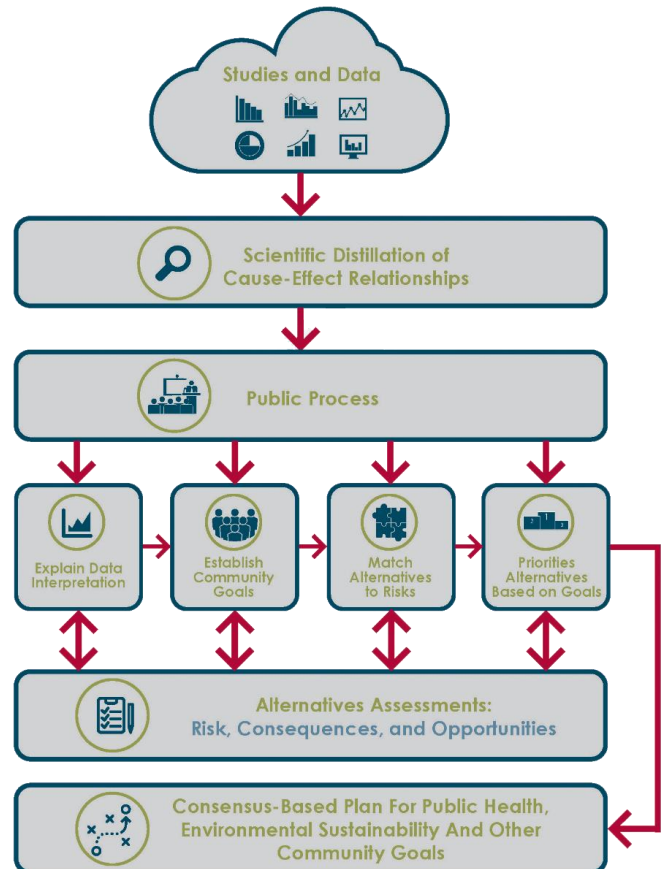 Studies and Data
Scientific Distillation of
Cause-Effect Relationships
Public Process
Explain Data
Interpretation
Establish
Community
Goals
Match
Alternatives
to Risks
Priorities
Alternatives
Based on Goals
Alternatives Assessments:
Risk, Consequences, and Opportunities
Consensus-Based Plan For Public Health,
Environmental Sustainability And Other
Community Goals